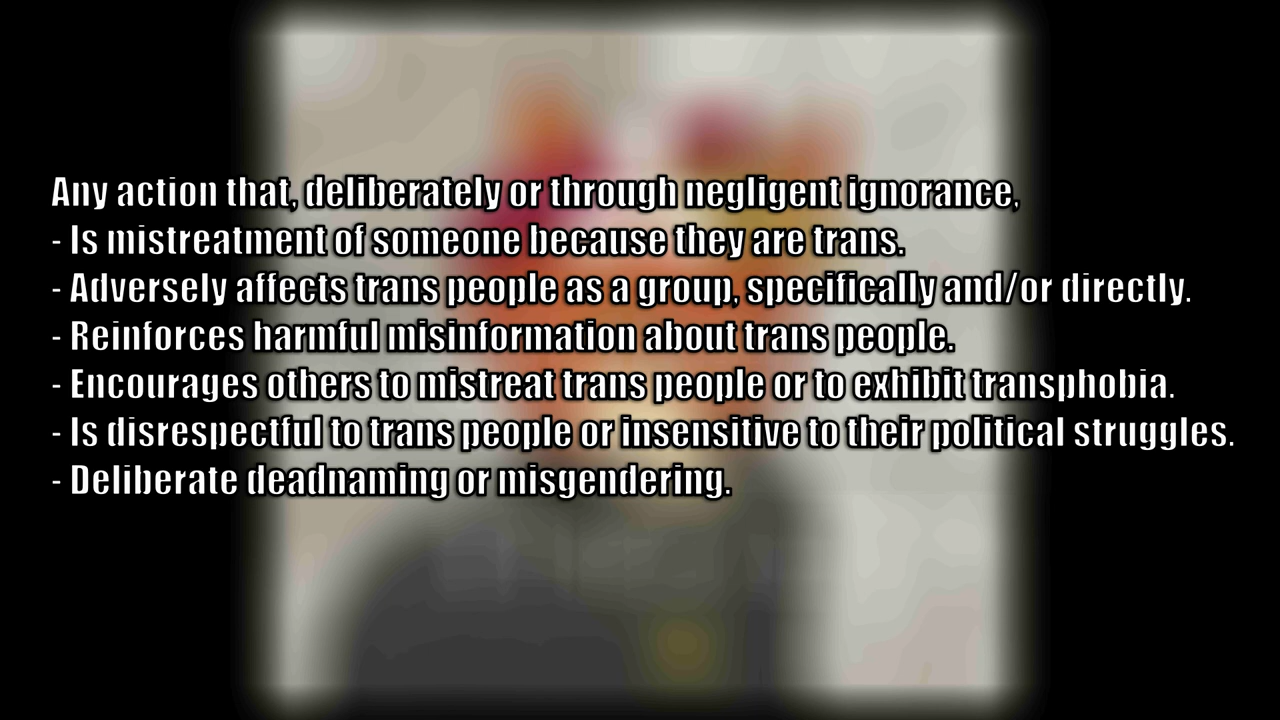 Any action that, deliberately or through negligent ignorance,
- Is mistreatment of someone because they are trans.
- Adversely affects trans people as a group, specifically and/or directly.
- Reinforces harmful misinformation about trans people.
- Encourages others to mistreat trans people or to exhibit transphobia.
- Is disrespectful to trans people or insensitive to their political struggles.
- Deliberate deadnaming or misgendering.